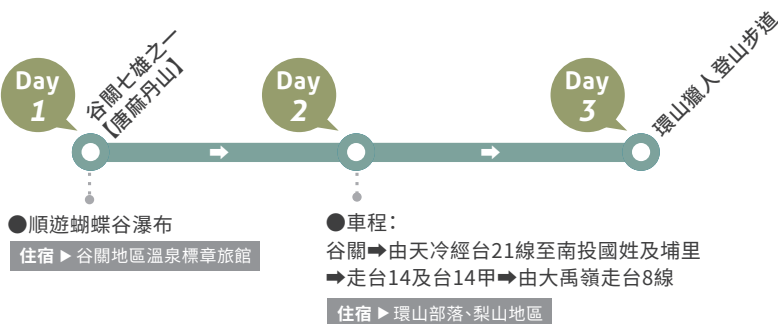 Day
1
谷關七雄之一
【唐麻丹山】
Day
2
Day
3
環山獵人登山步道
➡
➡
●順遊蝴蝶谷瀑布
住宿▶谷關地區溫泉標章旅館
●車程：
谷關➡由天冷經台21線至南投國姓及埔里
➡走台14及台14甲➡由大禹嶺走台8線
住宿▶環山部落、梨山地區